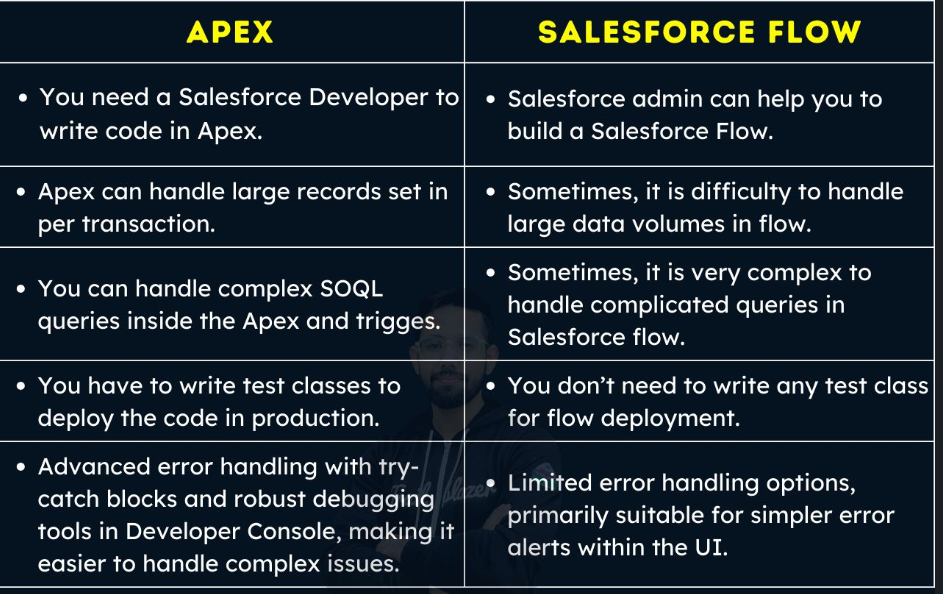 APEX
SALESFORCE FLOW
• You need a Salesforce Developer to
write code in Apex.
• Salesforce admin can help you to
build a Salesforce Flow.
• Apex can handle large records set in
per transaction.
• Sometimes, it is difficulty to handle
large data volumes in flow.
• You can handle complex SOQL
queries inside the Apex and trigges.
• Sometimes, it is very complex to
handle complicated queries in
Salesforce flow.
• You have to write test classes to
deploy the code in production.
• You don’t need to write any test class
for flow deployment.
• Advanced error handling with try-
catch blocks and robust debugging
tools in Developer Console, making it
easier to handle complex issues.
• Limited error handling options,
primarily suitable for simpler error
alerts within the UI.